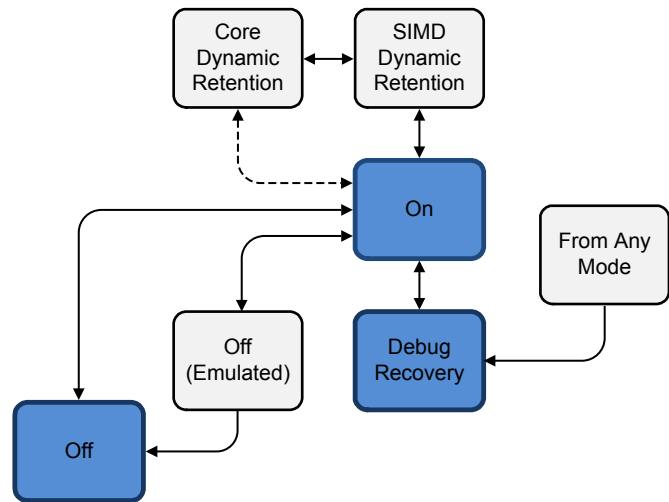 Core
Dynamic
Retention
SIMD
Dynamic
Retention
On
From Any
Mode
Off
(Emulated)
Debug
Recovery
Off